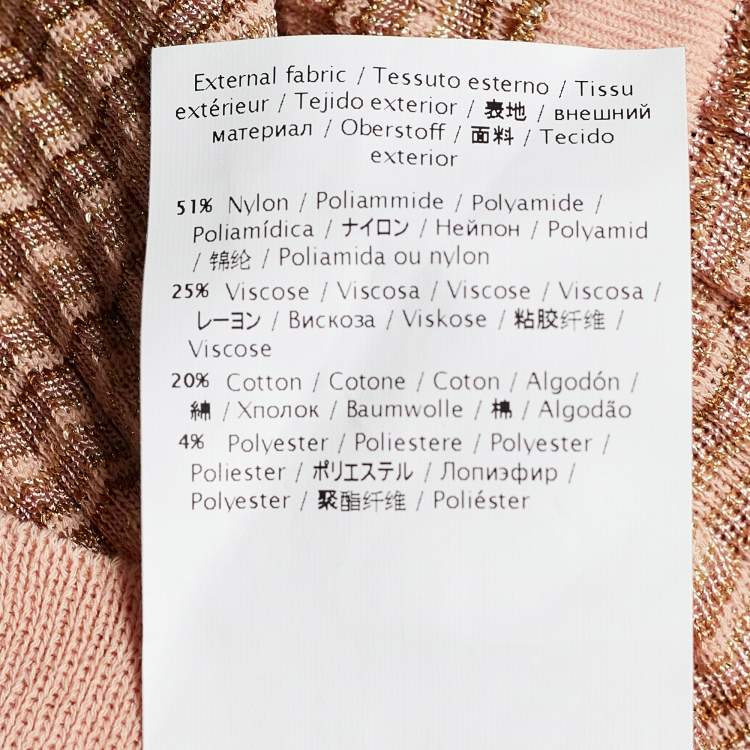 External fabric / Tessuto esterno / Tissu
extérieur / Tejido exterior / 表地 / внешний
материал / Oberstoff / 面料 / Tecido
exterior
51% Nylon / Poliammide / Polyamide /
Poliamídica / ナイロン / Нейпон / Polyamid
/ 锦纶 / Poliamida ou nylon
25% Viscose / Viscosa / Viscose / Viscosa /
レーヨン / Вискоза / Viskose / 粘胶纤维 /
Viscose
20% Cotton / Cotone / Coton / Algodón /
綿 / Хполок / Baumwolle / 棉 / Algodão
4% Polyester / Poliestere / Polyester /
Poliester / ポリエステル / Лопиэфир /
Polyester / 聚酯纤维 / Poliéster